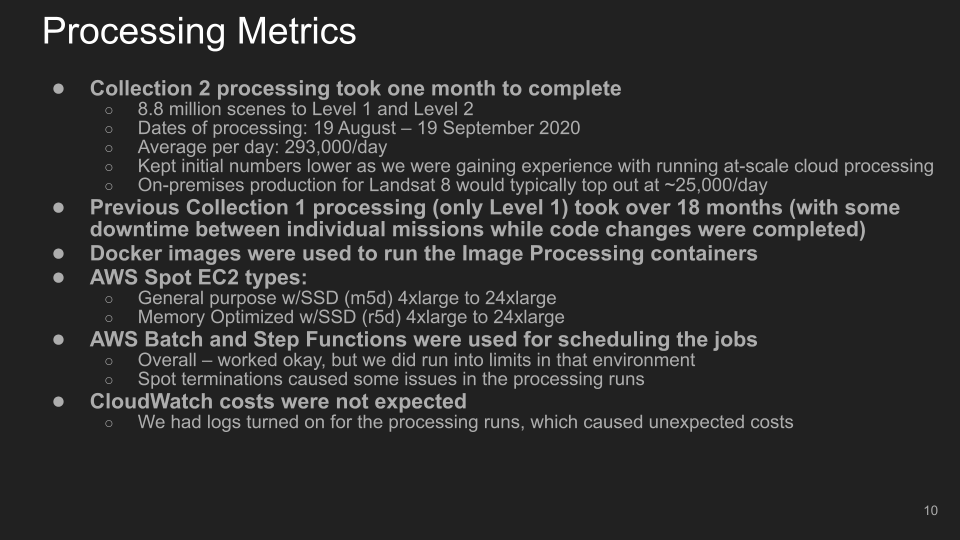 Processing Metrics
● Collection 2 processing took one month to complete
○ 8.8 million scenes to Level 1 and Level 2
○ Dates of processing: 19 August – 19 September 2020
○ Average per day: 293,000/day
○ Kept initial numbers lower as we were gaining experience with running at-scale cloud processing
○ On-premises production for Landsat 8 would typically top out at ~25,000/day
● Previous Collection 1 processing (only Level 1) took over 18 months (with some
downtime between individual missions while code changes were completed)
● Docker images were used to run the Image Processing containers
● AWS Spot EC2 types:
○ General purpose w/SSD (m5d) 4xlarge to 24xlarge
○ Memory Optimized w/SSD (r5d) 4xlarge to 24xlarge
● AWS Batch and Step Functions were used for scheduling the jobs
○ Overall – worked okay, but we did run into limits in that environment
○ Spot terminations caused some issues in the processing runs
● CloudWatch costs were not expected
○ We had logs turned on for the processing runs, which caused unexpected costs
10